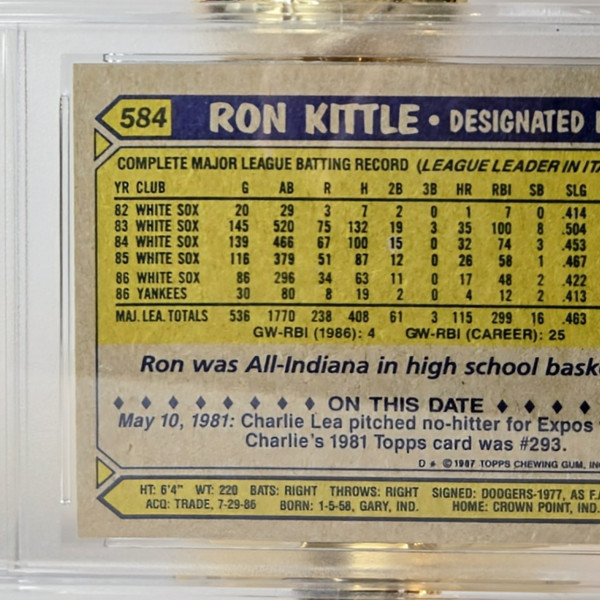 584 RON KITTLE • DESIGNATED
COMPLETE MAJOR LEAGUE BATTING RECORD (LEAGUE LEADER IN
YR CLUB G AB R H 2B 3B HR RBI SB SLG
82 WHITE SOX 20 29 3 7 2 0 1 7 0 .414
83 WHITE SOX 145 520 75 132 19 3 35 100 8 .504
84 WHITE SOX 139 466 67 100 15 0 32 74 3 .453
85 WHITE SOX 116 379 51 87 12 0 26 58 1 .467
86 WHITE SOX 86 296 34 63 11 0 17 48 2 .422
86 YANKEES 30 80 8 19 2 0 4 12 2 .413
MAJ. LEA. TOTALS 536 1770 238 408 61 3 115 299 16 .463
GW-RBI (1986): 4 GW-RBI (CAREER): 25
Ron was All-Indiana in high school
♦ ♦ ♦ ♦ ♦ ♦ ♦ ♦ ON THIS DATE ♦ ♦ ♦ ♦
May 10, 1981: Charlie Lea pitched no-hitter for Expos
Charlie's 1981 Topps card was #293.
D * © 1987 TOPPS CHEWING GUM,
HT: 6'4" WT: 220 BATS: RIGHT THROWS: RIGHT SIGNED: DODGERS-1977, AS
ACQ: TRADE, 7-29-86 BORN: 1-5-58, GARY, IND. HOME: CROWN POINT, IND.